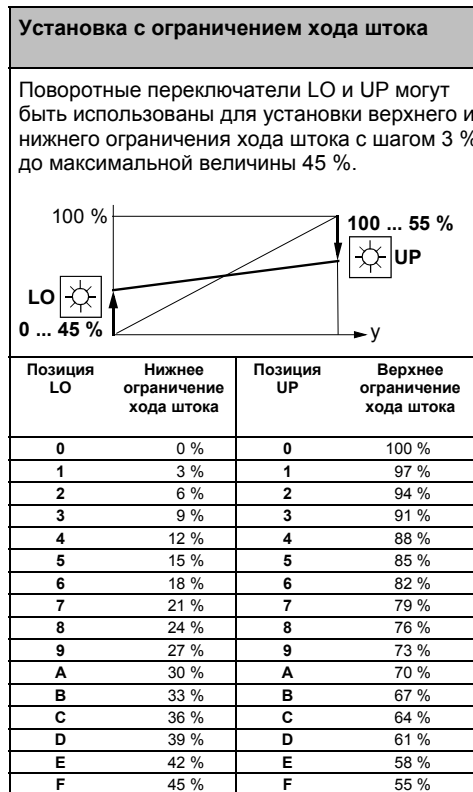 Установка с ограничением хода штока
Поворотные переключатели LO и UP могут
быть использованы для установки верхнего и
нижнего ограничения хода штока с шагом 3 %
до максимальной величины 45 %.
100 %
100 ... 55 %
UP
LO
0 ... 45 %
y
Позиция LO Нижнее ограничение хода штока Позиция UP Верхнее ограничение хода штока
0 0 % 0 100 %
1 3 % 1 97 %
2 6 % 2 94 %
3 9 % 3 91 %
4 12 % 4 88 %
5 15 % 5 85 %
6 18 % 6 82 %
7 21 % 7 79 %
8 24 % 8 76 %
9 27 % 9 73 %
A 30 % A 70 %
B 33 % B 67 %
C 36 % C 64 %
D 39 % D 61 %
E 42 % E 58 %
F 45 % F 55 %